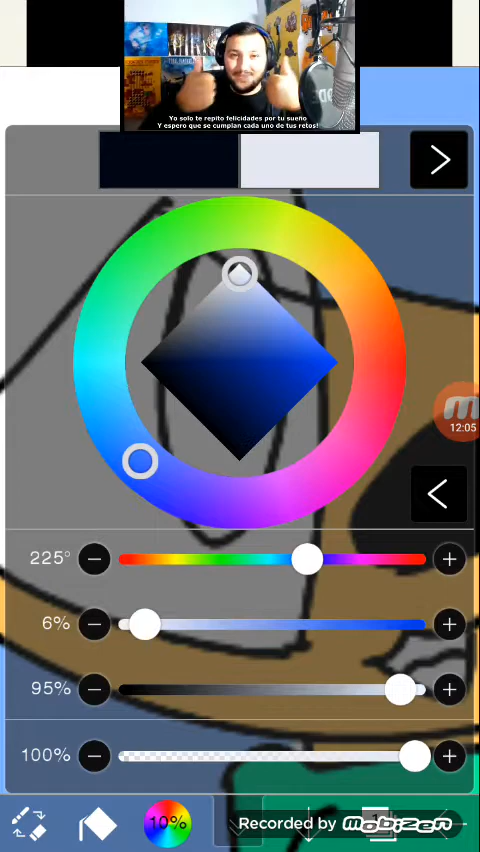 Yo solo te repito felicidades por tu sueño
Y espero que se cumplan cada uno de tus retos!
12:05
225°
6%
95%
100%
10%
Recorded by MOBIZEN